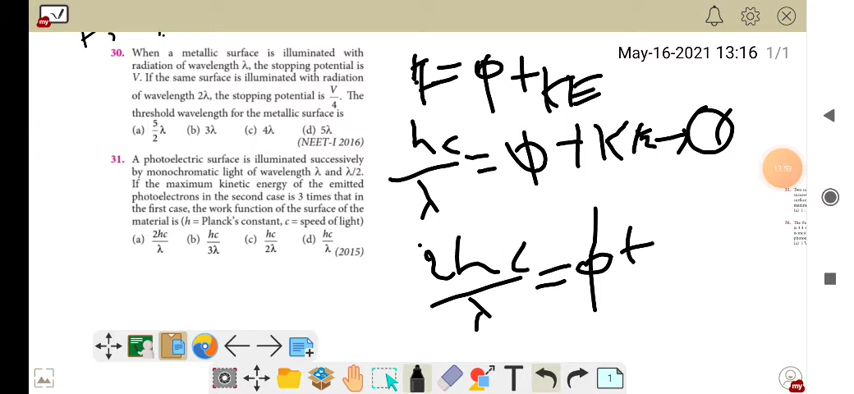 May-16-2021 13:16 1/1
30. When a metallic surface is illuminated with
radiation of wavelength λ, the stopping potential is
V. If the same surface is illuminated with radiation
of wavelength 2λ, the stopping potential is V/4. The
threshold wavelength for the metallic surface is
(a) 5/2 λ (b) 3λ (c) 4λ (d) 5λ
(NEET-I 2016)
31. A photoelectric surface is illuminated successively
by monochromatic light of wavelength λ and λ/2.
If the maximum kinetic energy of the emitted
photoelectrons in the second case is 3 times that in
the first case, the work function of the surface of the
material is (h = Planck's constant, c = speed of light)
(a) 2hc/λ (b) hc/3λ (c) hc/2λ (d) hc/λ (2015)
= φ + KE
hc/λ = φ + KE → ①
2hc/λ = φ +
my
T
1
my